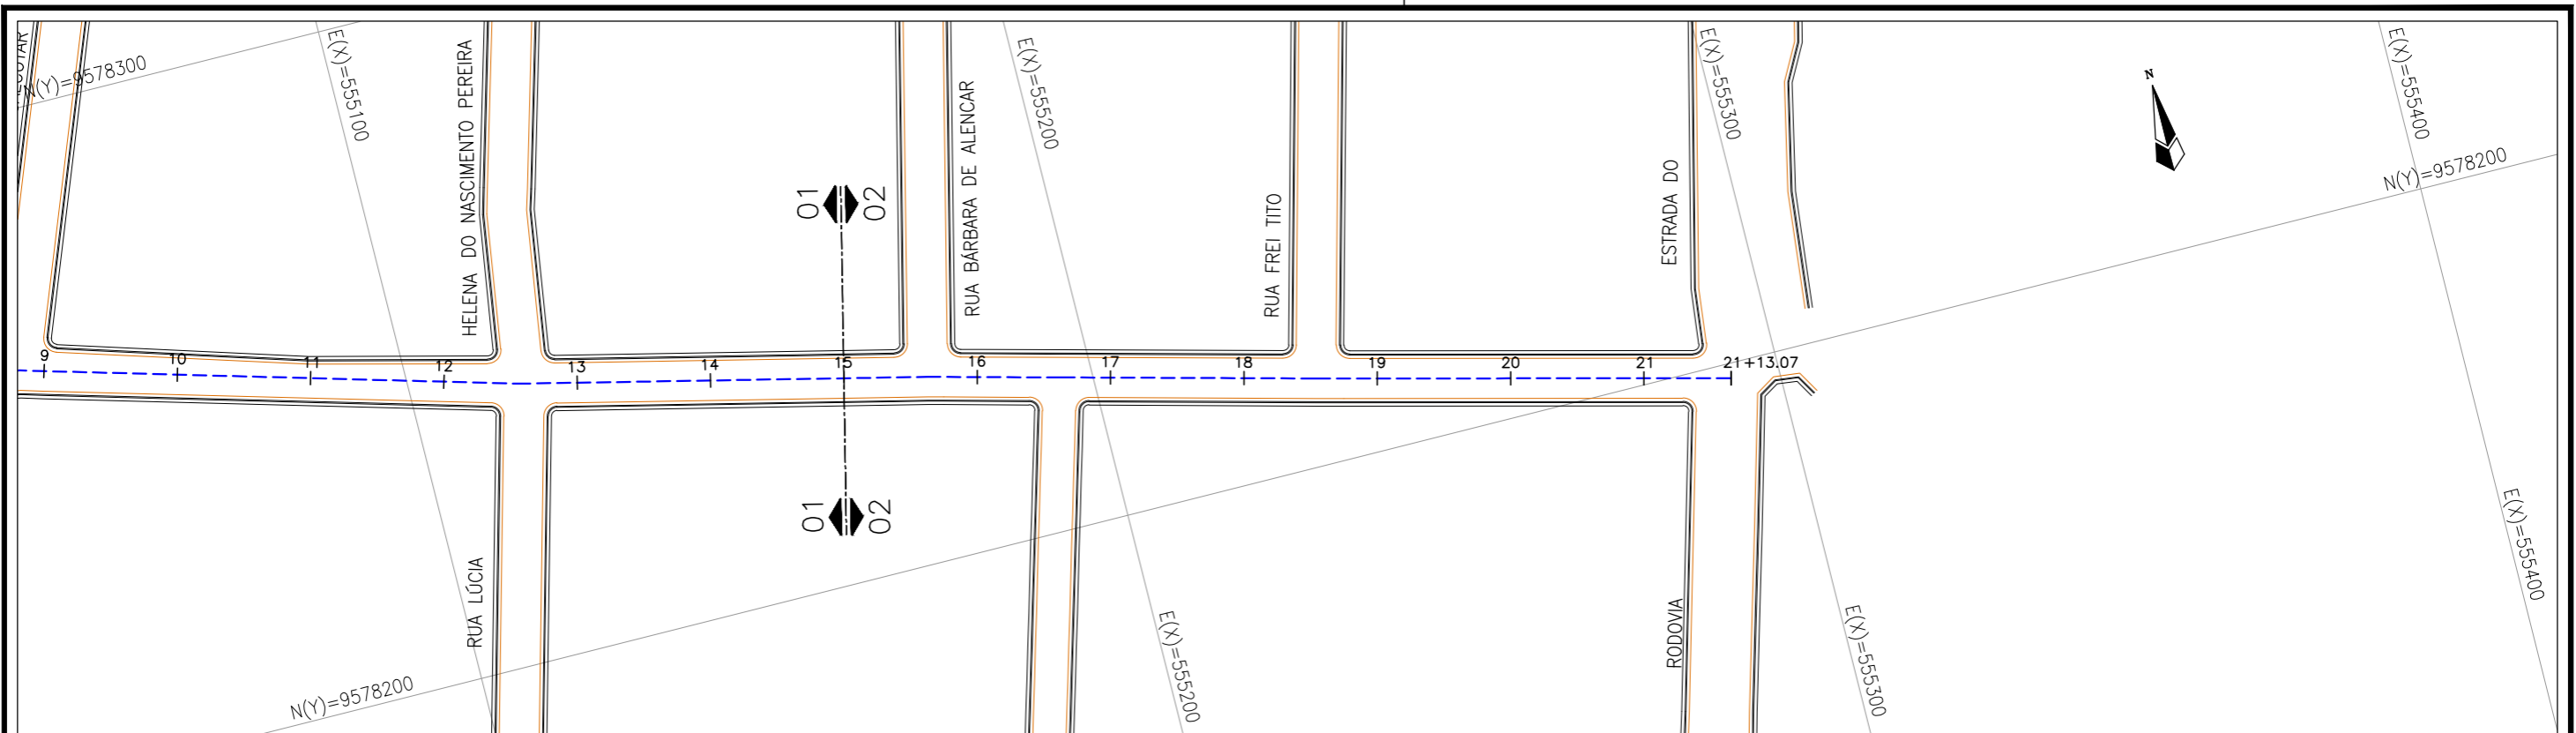 N(Y)=9578300
E(X)=555100
HELENA DO NASCIMENTO PEREIRA
01
02
RUA BÁRBARA DE ALENCAR
E(X)=555200
RUA FREI TITO
ESTRADA DO
E(X)=555300
N
E(X)=555400
N(Y)=9578200
9
10
11
12
13
14
15
16
17
18
19
20
21
21+13.07
01
02
RUA LÚCIA
N(Y)=9578200
E(X)=555200
RODOVIA
E(X)=555300
E(X)=555400